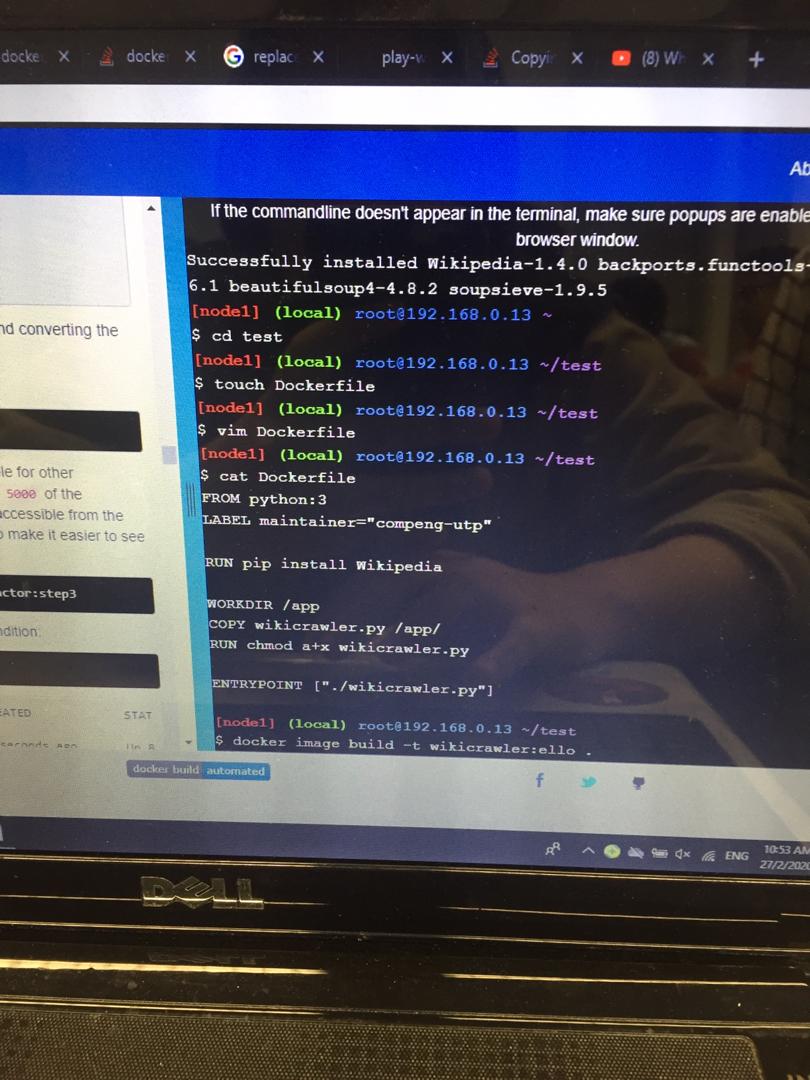 docke
docke
replac
play-w
Copyi
(8) Wh
Ab
If the commandline doesn't appear in the terminal, make sure popups are enable
browser window.
Successfully installed Wikipedia-1.4.0 backports.functools-
6.1 beautifulsoup4-4.8.2 soupsieve-1.9.5
[node1] (local) root@192.168.0.13 ~
$ cd test
[node1] (local) root@192.168.0.13 ~/test
$ touch Dockerfile
[node1] (local) root@192.168.0.13 ~/test
$ vim Dockerfile
[node1] (local) root@192.168.0.13 ~/test
$ cat Dockerfile
FROM python:3
LABEL maintainer="compeng-utp"
RUN pip install Wikipedia
WORKDIR /app
COPY wikicrawler.py /app/
RUN chmod a+x wikicrawler.py
ENTRYPOINT ["./wikicrawler.py"]
[node1] (local) root@192.168.0.13 ~/test
$ docker image build -t wikicrawler:ello .
nd converting the
le for other
5000 of the
accessible from the
o make it easier to see
ctor:step3
ndition:
EATED STAT
seconds ago Up 8
docker build automated
ENG
10:53 AM
27/2/2020
DELL